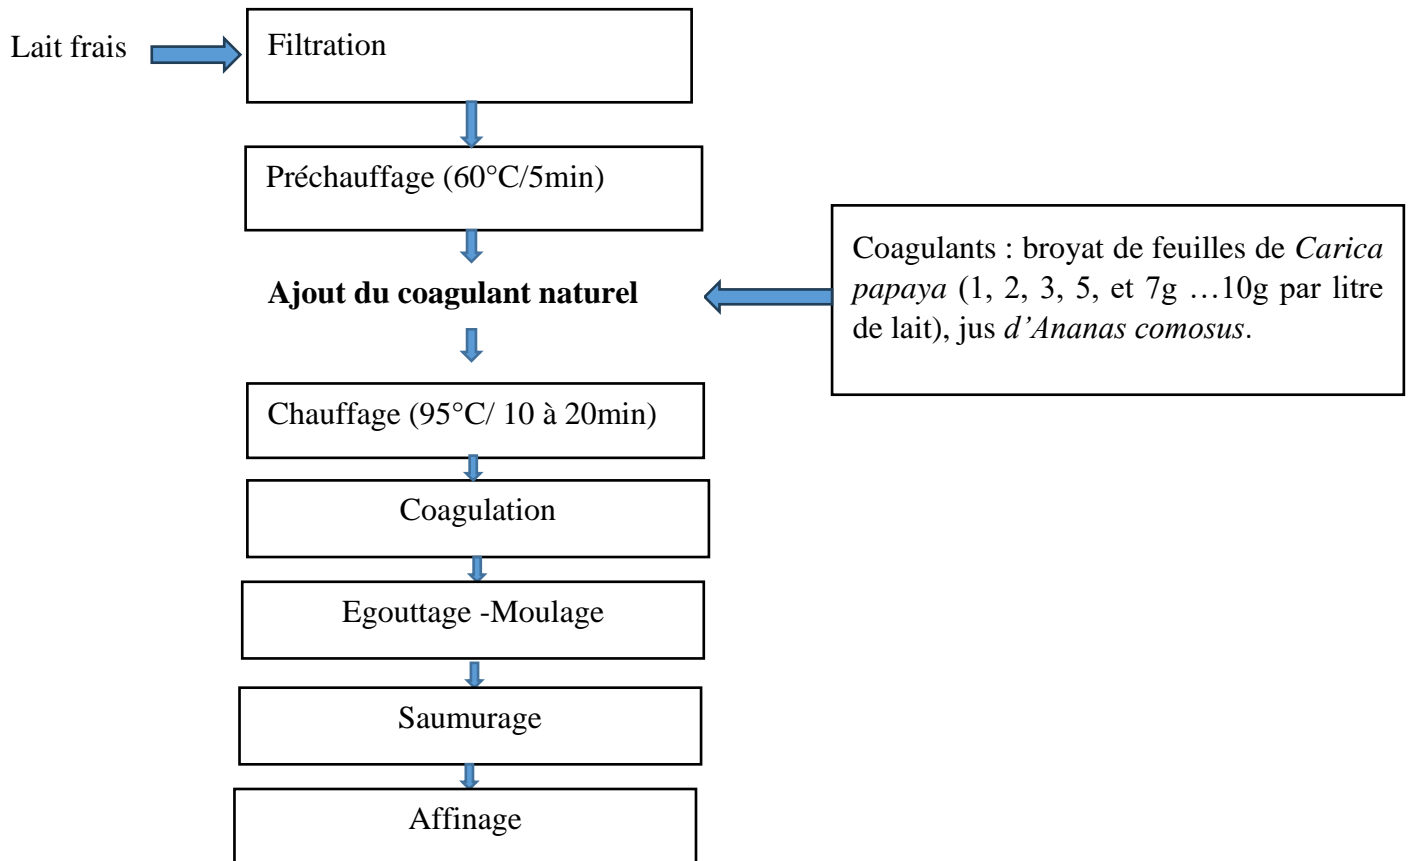 Lait frais
Filtration
Préchauffage (60°C/5min)
Ajout du coagulant naturel
Coagulants : broyat de feuilles de Carica
papaya (1, 2, 3, 5, et 7g …10g par litre
de lait), jus d’Ananas comosus.
Chauffage (95°C/ 10 à 20min)
Coagulation
Egouttage -Moulage
Saumurage
Affinage